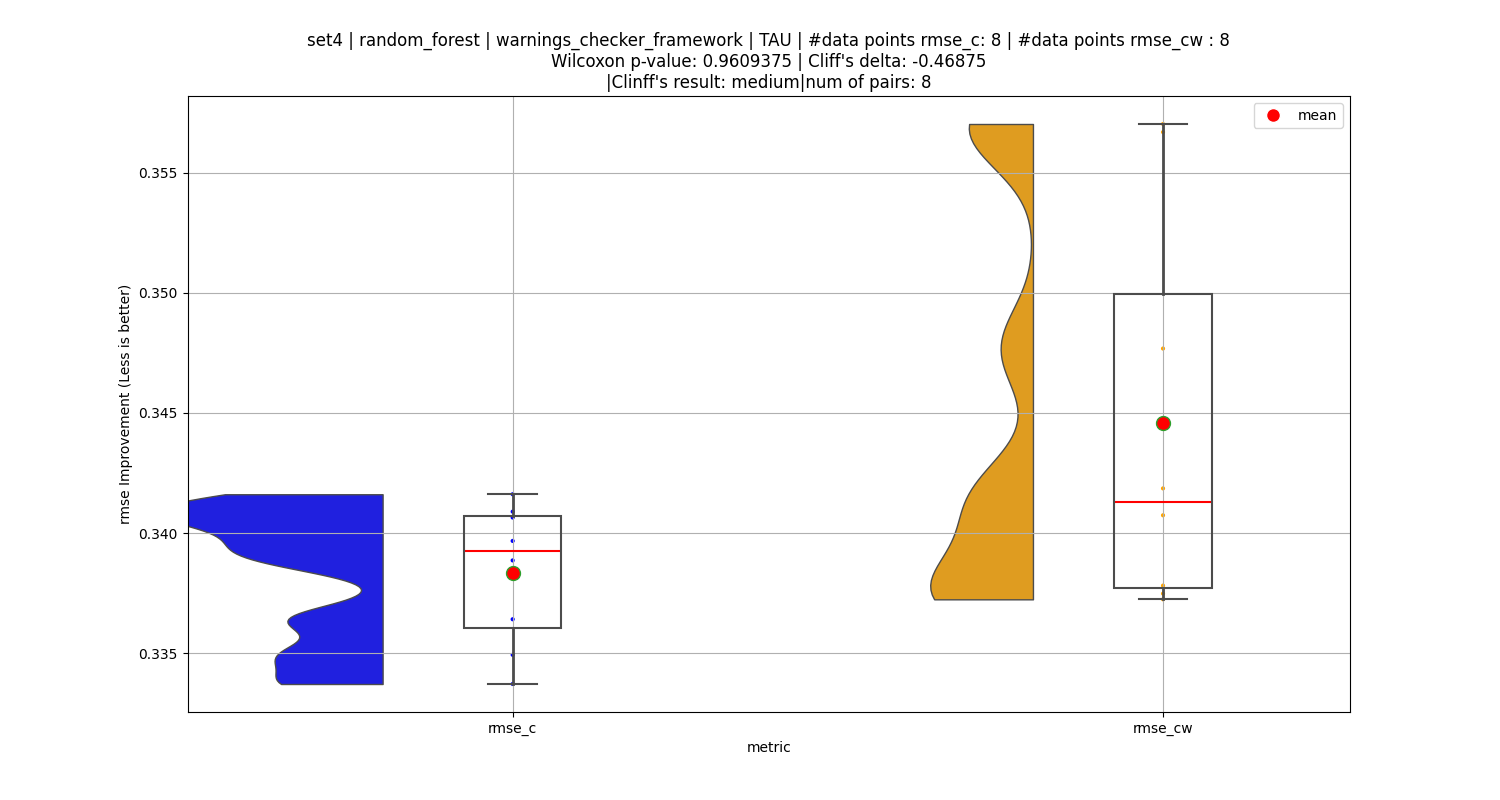 set4 | random_forest | warnings_checker_framework | TAU | #data points rmse_c: 8 | #data points rmse_cw : 8
Wilcoxon p-value: 0.9609375 | Cliff's delta: -0.46875
|Clinff's result: medium|num of pairs: 8
mean
0.355
0.350
0.345
0.340
0.335
rmse Improvement (Less is better)
rmse_c
rmse_cw
metric